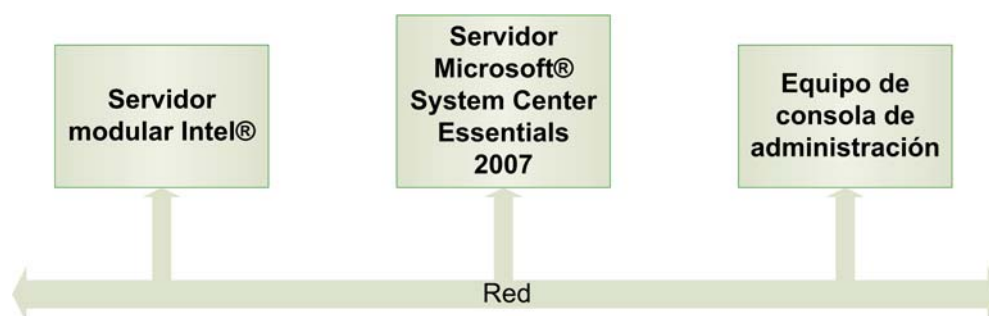 Servidor
modular Intel®
Servidor
Microsoft®
System Center
Essentials
2007
Equipo de
consola de
administración
Red